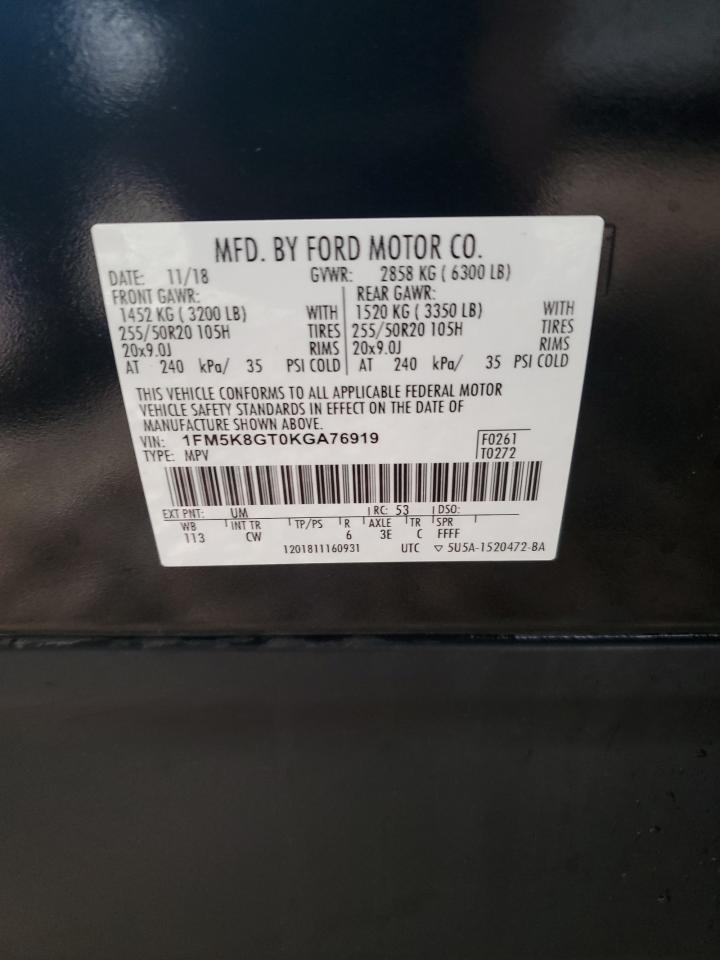 MFD. BY FORD MOTOR CO.
DATE: 11/18 GVWR: 2858 KG ( 6300 LB)
FRONT GAWR: REAR GAWR:
1452 KG ( 3200 LB) WITH 1520 KG ( 3350 LB) WITH
255/50R20 105H TIRES 255/50R20 105H TIRES
20x9.0J RIMS 20x9.0J RIMS
AT 240 kPa/ 35 PSI COLD AT 240 kPa/ 35 PSI COLD
THIS VEHICLE CONFORMS TO ALL APPLICABLE FEDERAL MOTOR
VEHICLE SAFETY STANDARDS IN EFFECT ON THE DATE OF
MANUFACTURE SHOWN ABOVE.
VIN: 1FM5K8GT0KGA76919 F0261
TYPE: MPV T0272
EXT PNT: UM RC: 53 DSO:
WB INT TR TP/PS R AXLE TR SPR
113 CW 6 3E C FFFF
1201811160931 UTC ▽ 5U5A-1520472-BA